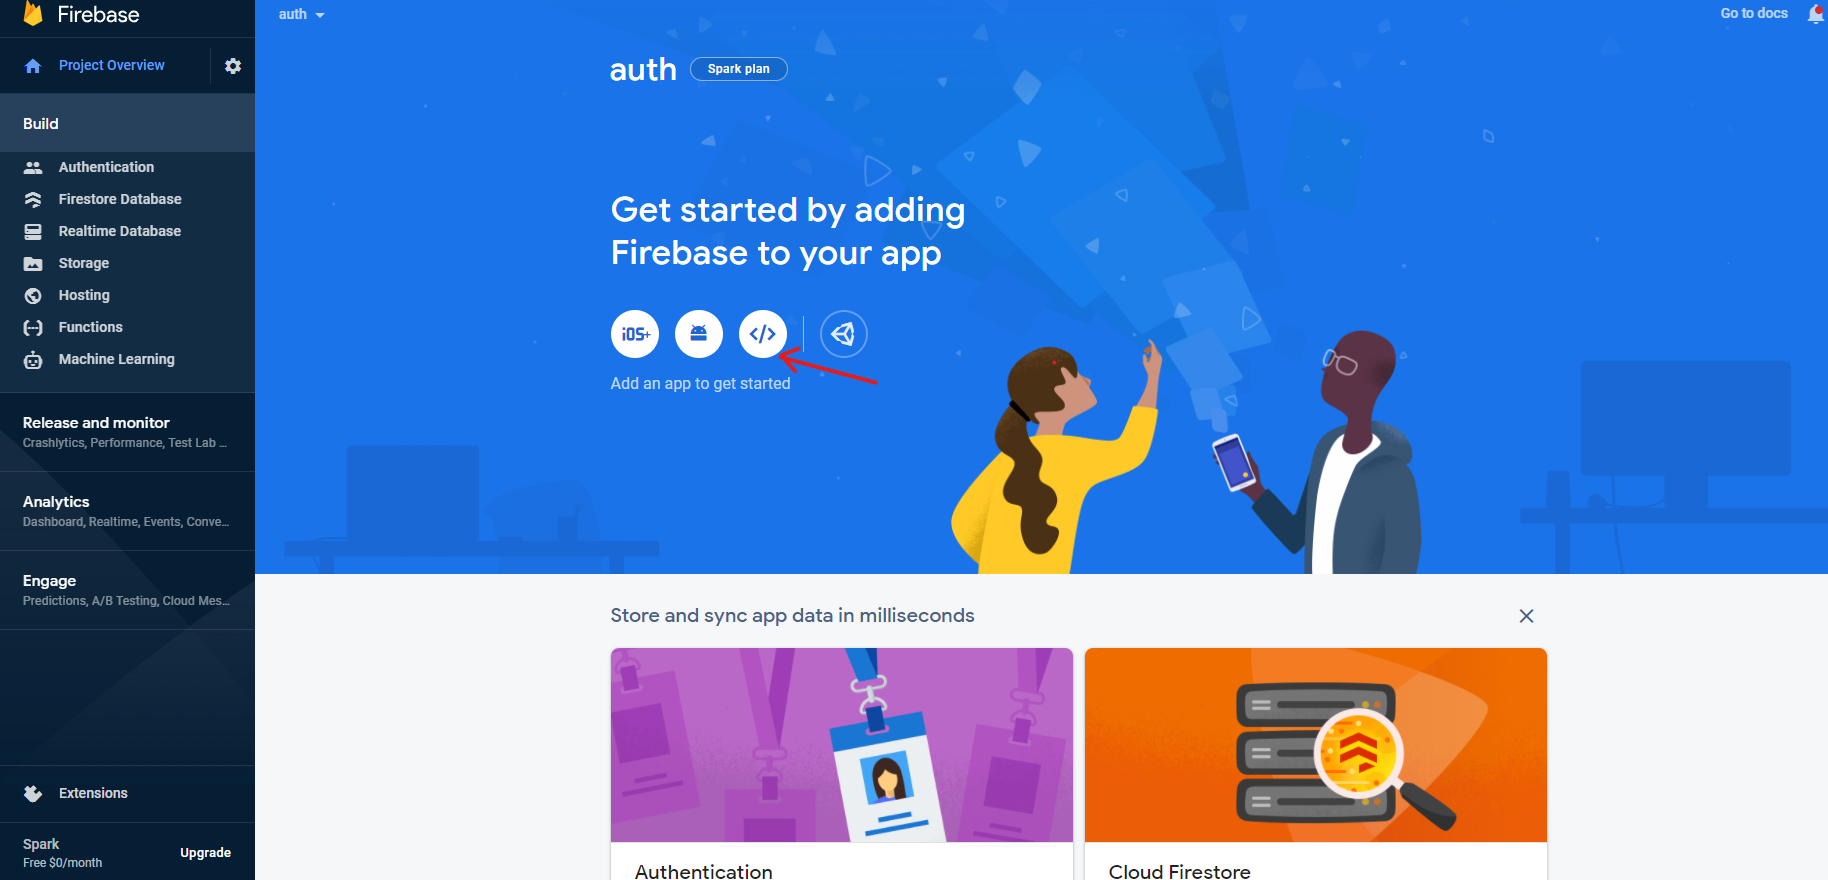 Firebase
auth
Go to docs
Project Overview
auth
Spark plan
Build
Authentication
Firestore Database
Realtime Database
Storage
Hosting
Functions
Machine Learning
Get started by adding
Firebase to your app
iOS+
Add an app to get started
Release and monitor
Crashlytics, Performance, Test Lab ...
Analytics
Dashboard, Realtime, Events, Conve...
Engage
Predictions, A/B Testing, Cloud Mes...
Extensions
Spark
Free $0/month
Upgrade
Store and sync app data in milliseconds
Authentication
Cloud Firestore